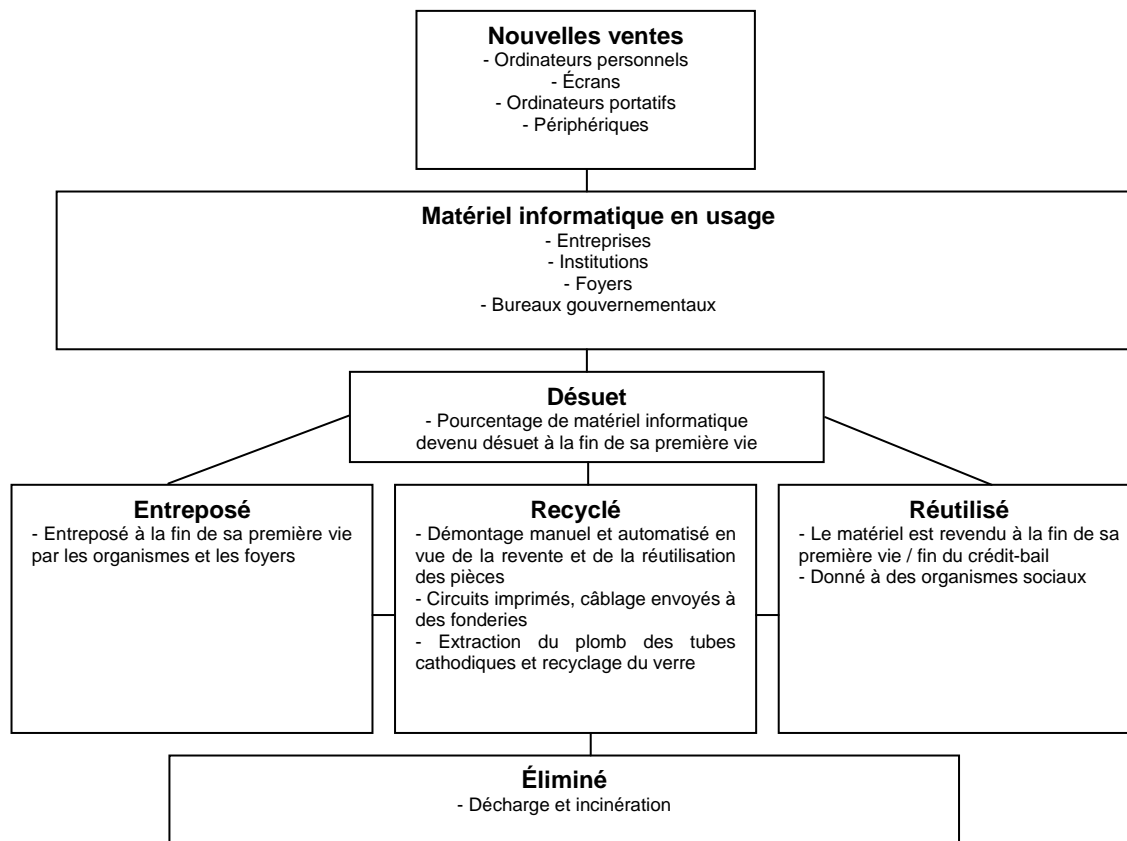 Nouvelles ventes
- Ordinateurs personnels
- Écrans
- Ordinateurs portatifs
- Périphériques
Matériel informatique en usage
- Entreprises
- Institutions
- Foyers
- Bureaux gouvernementaux
Désuet
- Pourcentage de matériel informatique
devenu désuet à la fin de sa première vie
Entreposé
- Entreposé à la fin de sa première vie
par les organismes et les foyers
Recyclé
- Démontage manuel et automatisé en
vue de la revente et de la réutilisation
des pièces
- Circuits imprimés, câblage envoyés à
des fonderies
- Extraction du plomb des tubes
cathodiques et recyclage du verre
Réutilisé
- Le matériel est revendu à la fin de sa
première vie / fin du crédit-bail
- Donné à des organismes sociaux
Éliminé
- Décharge et incinération